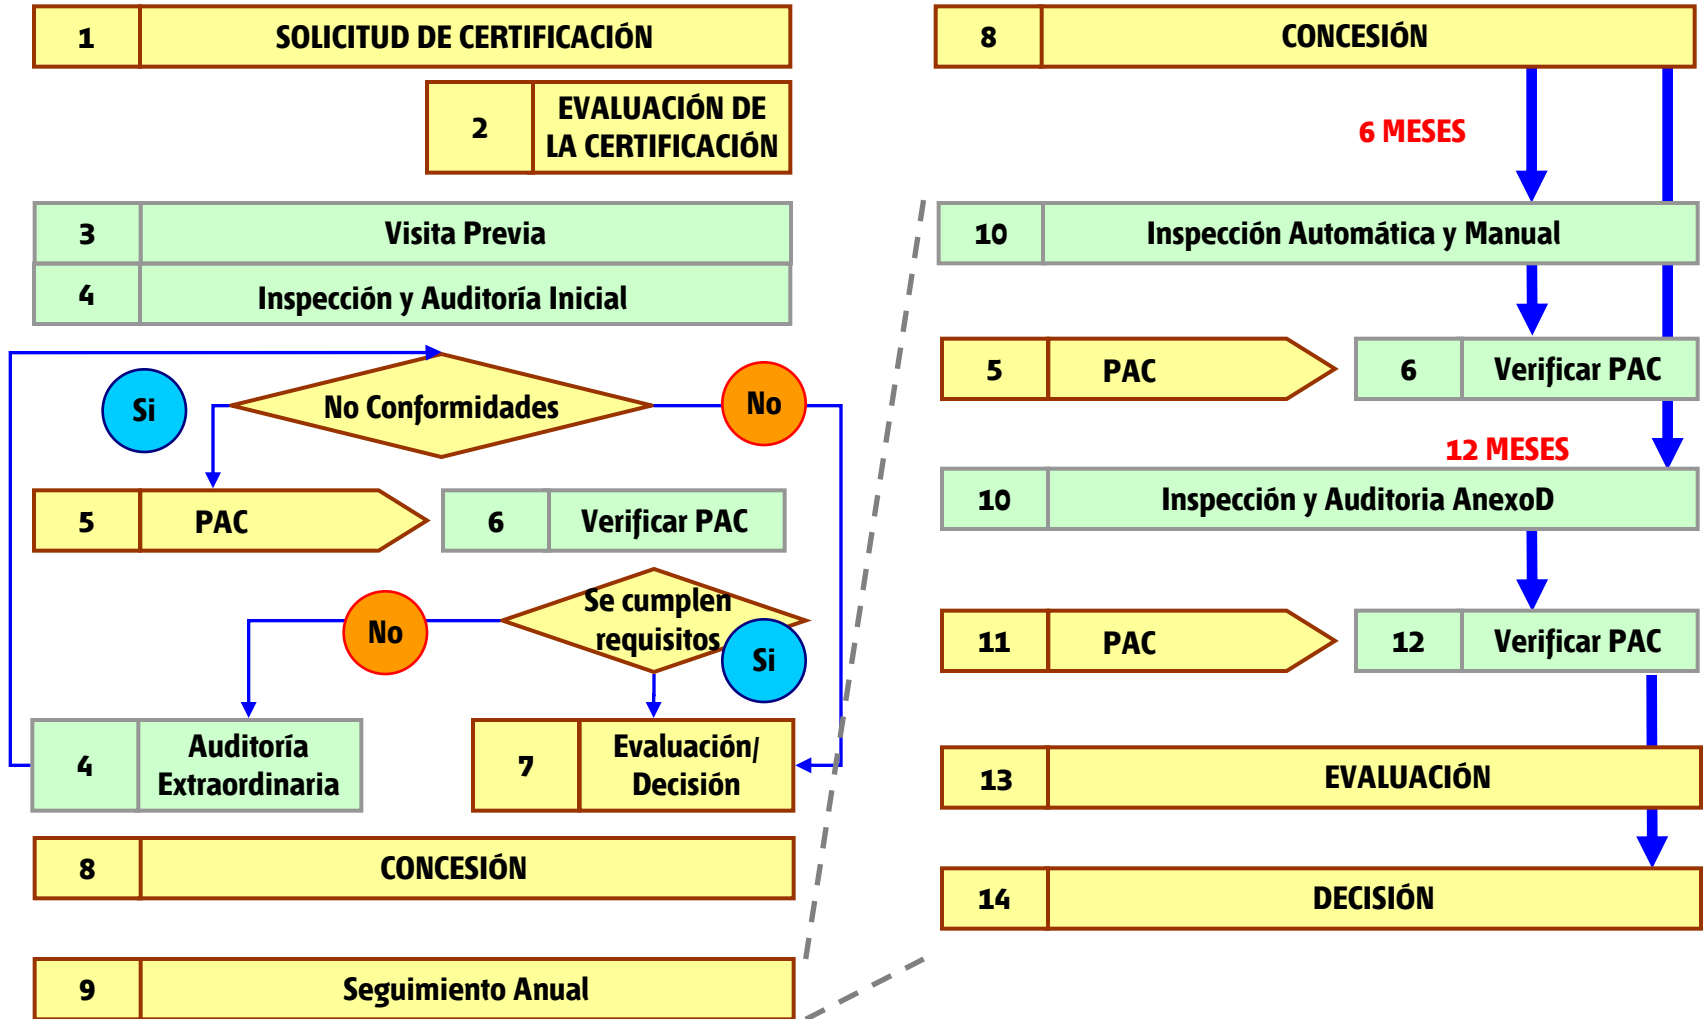 1 SOLICITUD DE CERTIFICACIÓN
2 EVALUACIÓN DE
LA CERTIFICACIÓN
3 Visita Previa
4 Inspección y Auditoría Inicial
No Conformidades
Si
No
5 PAC
6 Verificar PAC
Se cumplen
requisitos
No
Si
4 Auditoría
Extraordinaria
7 Evaluación/
Decisión
8 CONCESIÓN
9 Seguimiento Anual
8 CONCESIÓN
6 MESES
10 Inspección Automática y Manual
5 PAC
6 Verificar PAC
12 MESES
10 Inspección y Auditoria AnexoD
11 PAC
12 Verificar PAC
13 EVALUACIÓN
14 DECISIÓN